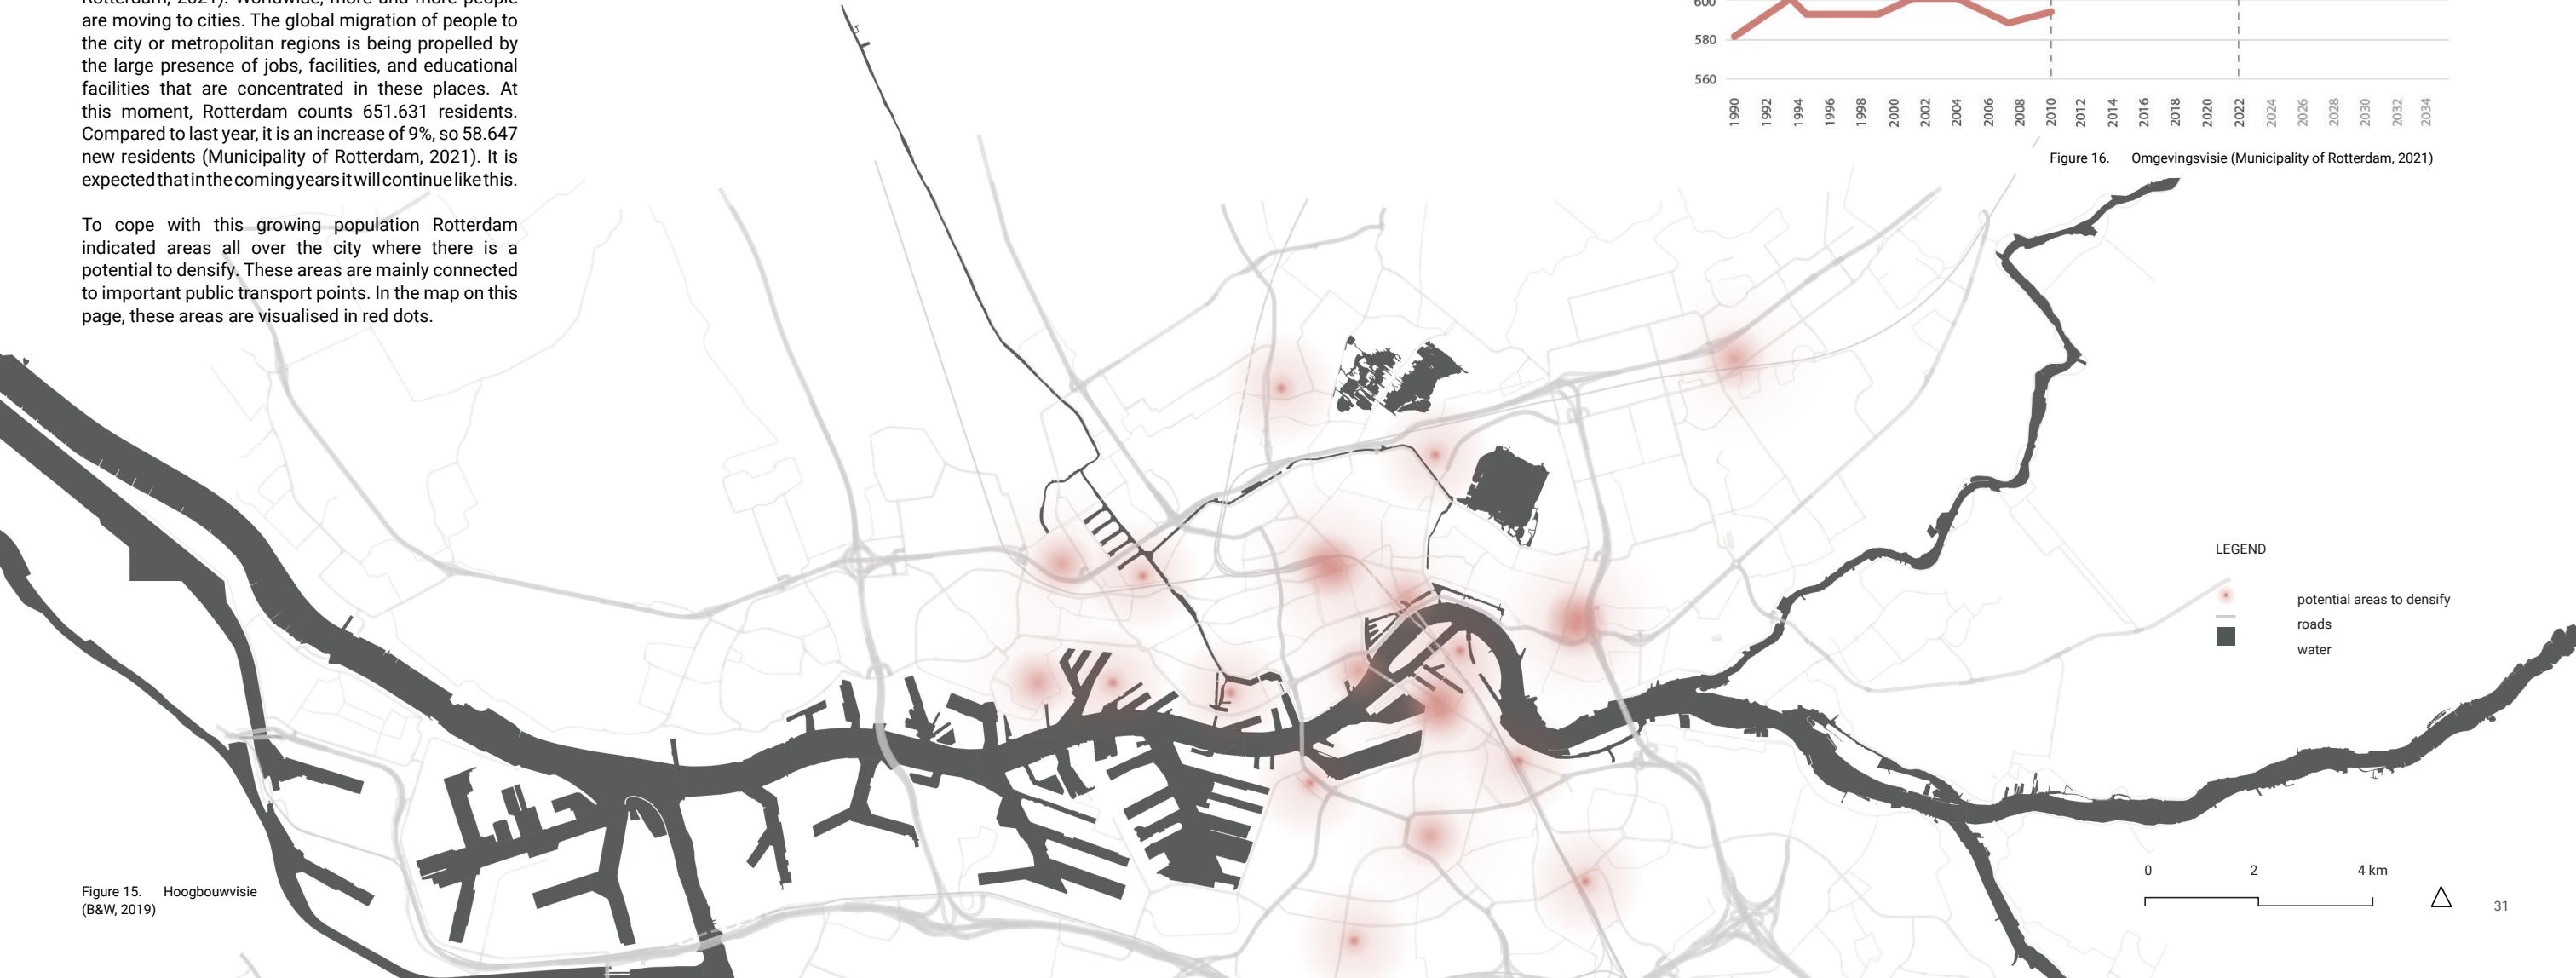 Rotterdam, 2021). Worldwide, more and more people
are moving to cities. The global migration of people to
the city or metropolitan regions is being propelled by
the large presence of jobs, facilities, and educational
facilities that are concentrated in these places. At
this moment, Rotterdam counts 651.631 residents.
Compared to last year, it is an increase of 9%, so 58.647
new residents (Municipality of Rotterdam, 2021). It is
expected that in the coming years it will continue like this.
To cope with this growing population Rotterdam
indicated areas all over the city where there is a
potential to densify. These areas are mainly connected
to important public transport points. In the map on this
page, these areas are visualised in red dots.
600
580
560
1990 1992 1994 1996 1998 2000 2002 2004 2006 2008 2010 2012 2014 2016 2018 2020 2022 2024 2026 2028 2030 2032 2034
Figure 16. Omgevingsvisie (Municipality of Rotterdam, 2021)
LEGEND
potential areas to densify
roads
water
0 2 4 km
Figure 15. Hoogbouwvisie
(B&W, 2019)
31